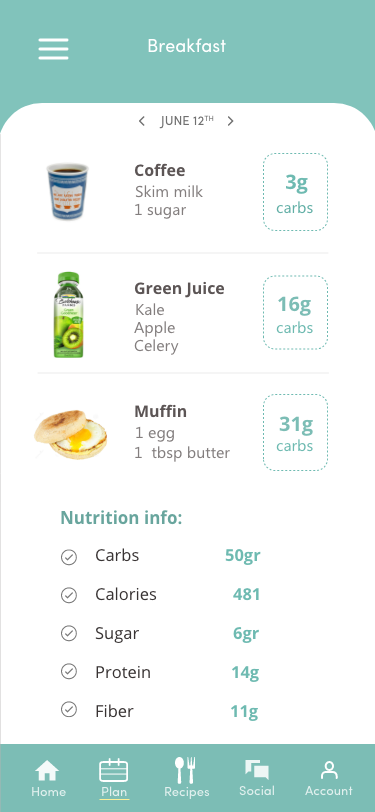 Breakfast
JUNE 12TH
Coffee
Skim milk
1 sugar
3g
carbs
Green Juice
Kale
Apple
Celery
16g
carbs
Muffin
1 egg
1 tbsp butter
31g
carbs
Nutrition info:
Carbs 50gr
Calories 481
Sugar 6gr
Protein 14g
Fiber 11g
Home Plan Recipes Social Account